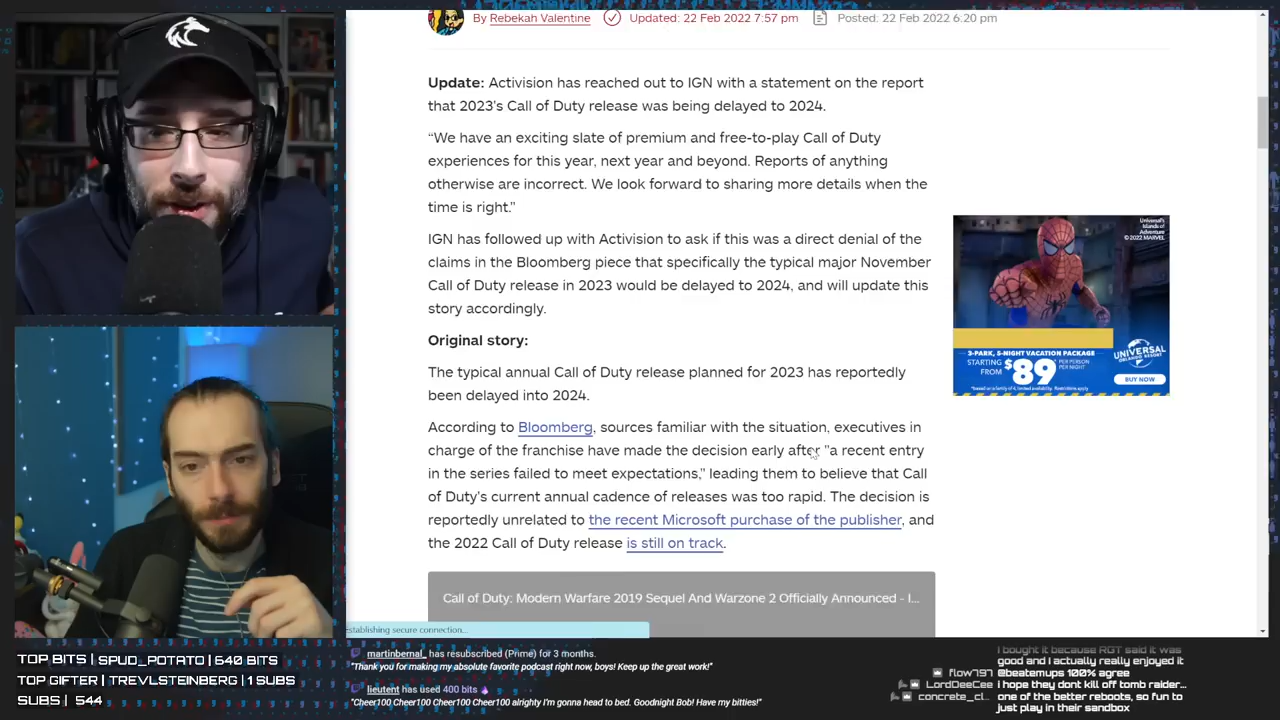 By Rebekah Valentine Updated: 22 Feb 2022 7:57 pm Posted: 22 Feb 2022 6:20 pm
Update: Activision has reached out to IGN with a statement on the report
that 2023's Call of Duty release was being delayed to 2024.
“We have an exciting slate of premium and free-to-play Call of Duty
experiences for this year, next year and beyond. Reports of anything
otherwise are incorrect. We look forward to sharing more details when the
time is right.”
IGN has followed up with Activision to ask if this was a direct denial of the
claims in the Bloomberg piece that specifically the typical major November
Call of Duty release in 2023 would be delayed to 2024, and will update this
story accordingly.
Original story:
The typical annual Call of Duty release planned for 2023 has reportedly
been delayed into 2024.
According to Bloomberg, sources familiar with the situation, executives in
charge of the franchise have made the decision early after "a recent entry
in the series failed to meet expectations," leading them to believe that Call
of Duty's current annual cadence of releases was too rapid. The decision is
reportedly unrelated to the recent Microsoft purchase of the publisher, and
the 2022 Call of Duty release is still on track.
Call of Duty: Modern Warfare 2019 Sequel And Warzone 2 Officially Announced - I...
Establishing secure connection...
Universal's
Islands of
Adventure
© 2022 MARVEL
3-PARK, 5-NIGHT VACATION PACKAGE
STARTING
FROM $89* PER PERSON
PER NIGHT
UNIVERSAL
ORLANDO RESORT
BUY NOW
TOP BITS | SPUD_POTATO | 640 BITS
TOP GIFTER | TREVLSTEINBERG | 1 SUBS
SUBS | 544
martinbernal_ has resubscribed (Prime) for 3 months.
"Thank you for making my absolute favorite podcast right now, boys! Keep up the great work!"
lieutent has used 400 bits
"Cheer100 Cheer100 Cheer100 Cheer100 alrighty I'm gonna head to bed. Goodnight Bob! Have my bitties!"
I bought it because RGT said it was
good and I actually really enjoyed it
flow797 @beatemups 100% agree
LordDeeCee I hope they dont kill off tomb raider...
concrete_cl... one of the better reboots, so fun to
just play in their sandbox